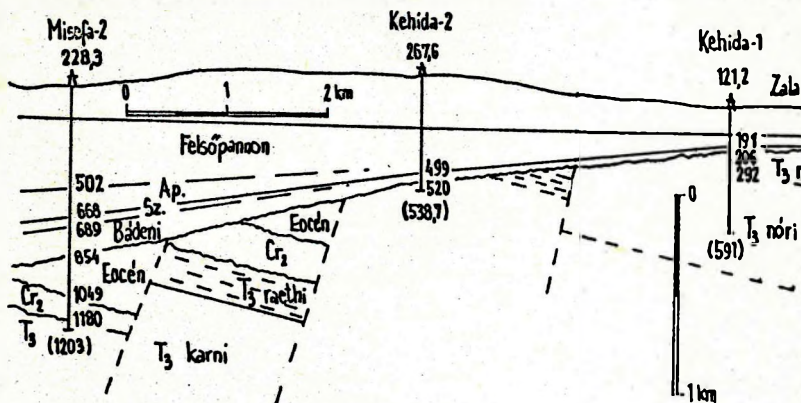 Misefa-2
228,3
Kehida-2
267,6
Kehida-1
121,2
Zala
0 1 2 km
Felsőpannon
502
Ap.
668
Sz.
689
Bádeni
854
Eocén
Eocén
Cr₂
Cr₂
1049
1180
T₃
(1203)
T₃ raethi
T₃ karni
499
520
(538,7)
191
206
292
T₃
T₃ nóri
(591)
0
1 km